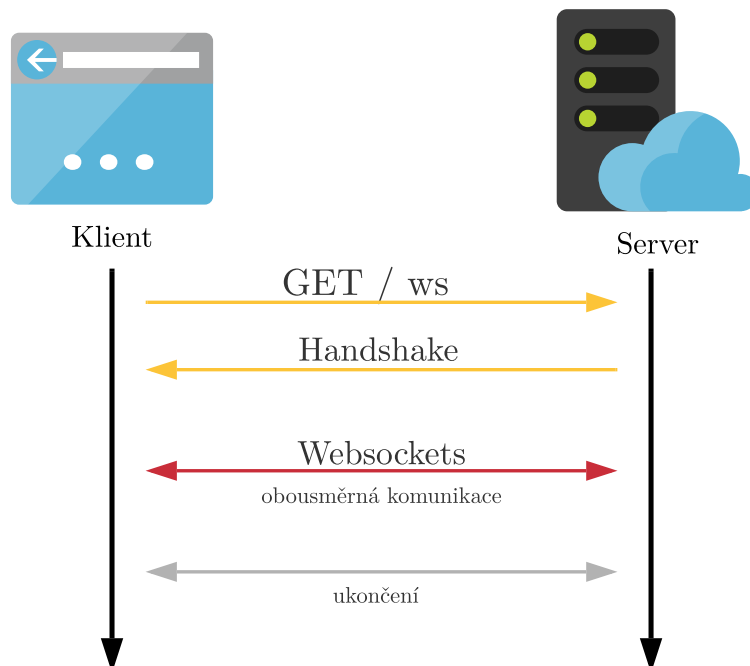 Klient
Server
GET / ws
Handshake
Websockets
obousměrná komunikace
ukončení